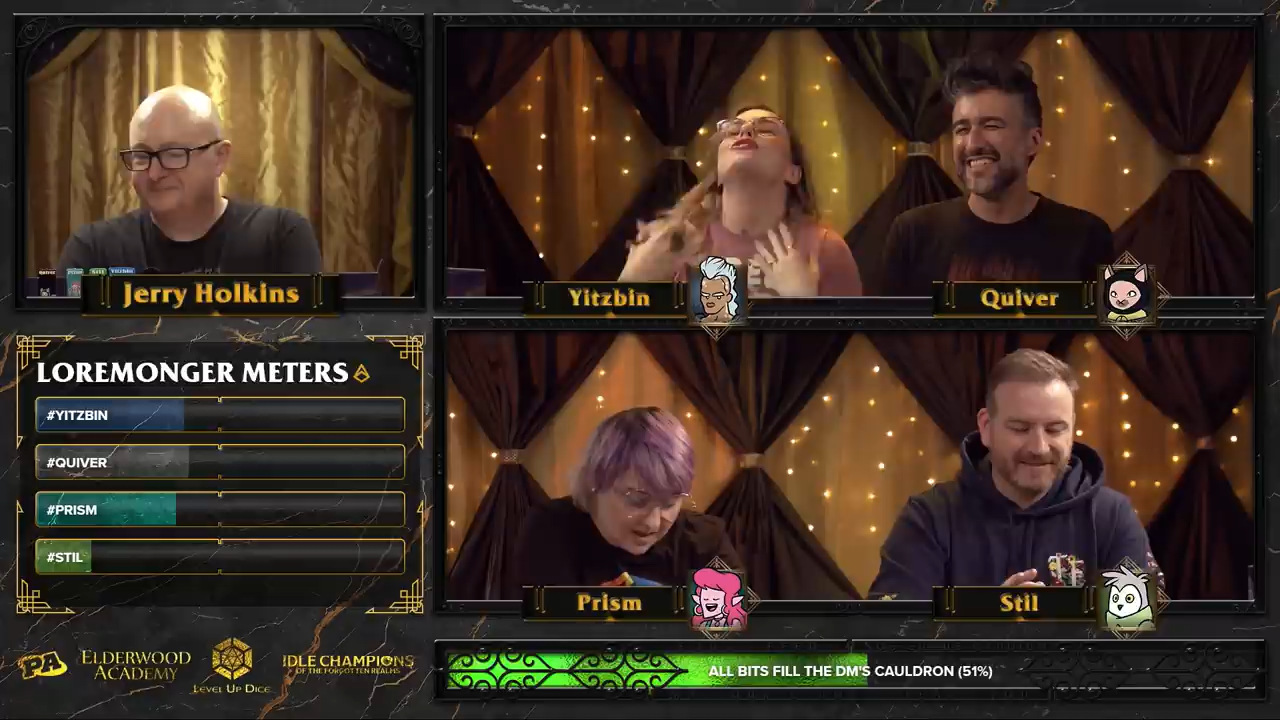 Jerry Holkins
Yitzbin
Quiver
LOREMONGER METERS
#YITZBIN
#QUIVER
#PRISM
#STIL
Prism
Stil
PA
ELDERWOOD
ACADEMY
LEVEL UP DICE
IDLE CHAMPIONS
OF THE FORGOTTEN REALMS
ALL BITS FILL THE DM'S CAULDRON (51%)